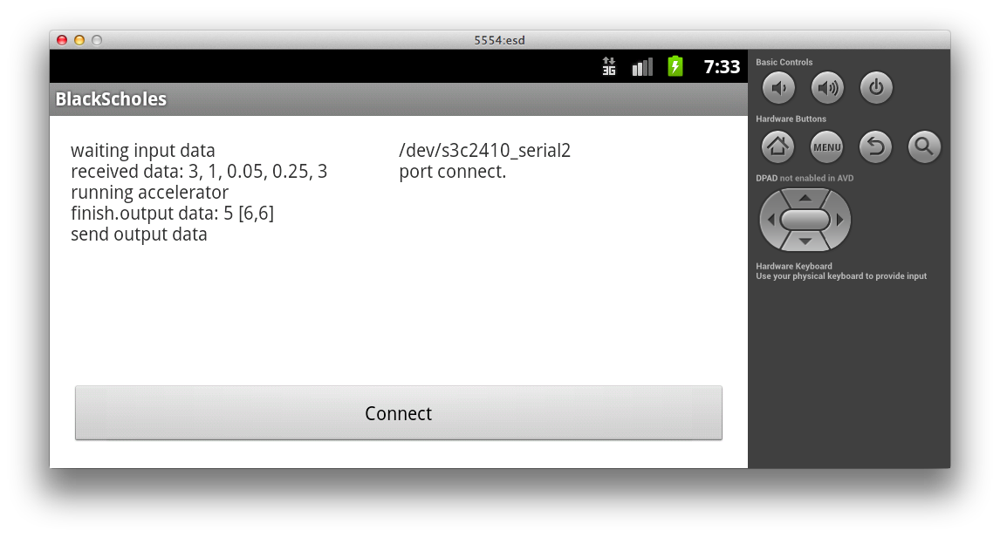 5554:esd
3G
7:33
BlackScholes
waiting input data
received data: 3, 1, 0.05, 0.25, 3
running accelerator
finish.output data: 5 [6,6]
send output data
/dev/s3c2410_serial2
port connect.
Connect
Basic Controls
Hardware Buttons
MENU
DPAD not enabled in AVD
Hardware Keyboard
Use your physical keyboard to provide input